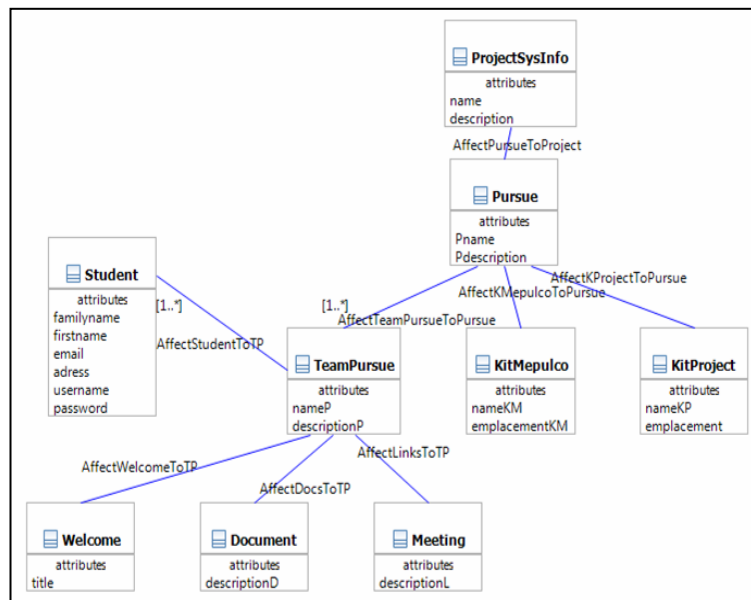 ProjectSysInfo
attributes
name
description
AffectPursueToProject
Pursue
attributes
Pname
Pdescription
AffectKProjectToPursue
AffectKMepulcoToPursue
[1..*]
AffectTeamPursueToPursue
Student
attributes
familyname
firstname
email
adress
username
password
[1..*]
AffectStudentToTP
TeamPursue
attributes
nameP
descriptionP
KitMepulco
attributes
nameKM
emplacementKM
KitProject
attributes
nameKP
emplacement
AffectWelcomeToTP
AffectDocsToTP
AffectLinksToTP
Welcome
attributes
title
Document
attributes
descriptionD
Meeting
attributes
descriptionL